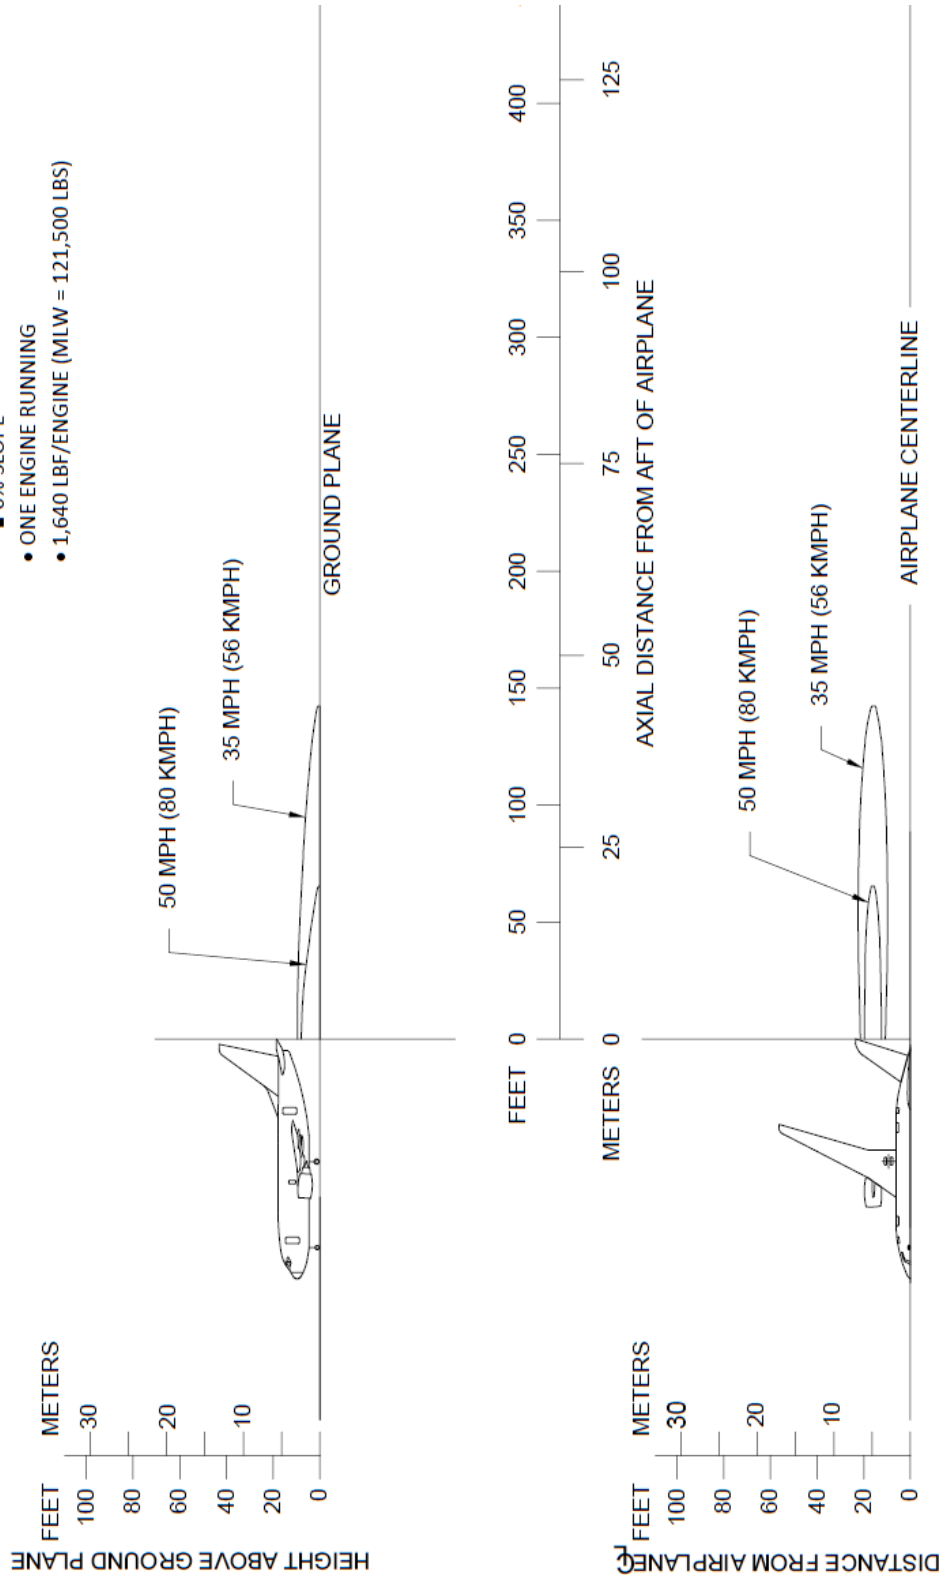 0% SLOPE
• ONE ENGINE RUNNING
• 1,640 LBF/ENGINE (MLW = 121,500 LBS)
HEIGHT ABOVE GROUND PLANE
FEET
METERS
100
80
60
40
20
0
30
20
10
50 MPH (80 KMPH)
35 MPH (56 KMPH)
GROUND PLANE
FEET
0
50
100
150
200
250
300
350
400
METERS
0
25
50
75
100
125
AXIAL DISTANCE FROM AFT OF AIRPLANE
DISTANCE FROM AIRPLANE
FEET
METERS
100
80
60
40
20
0
30
20
10
50 MPH (80 KMPH)
35 MPH (56 KMPH)
AIRPLANE CENTERLINE